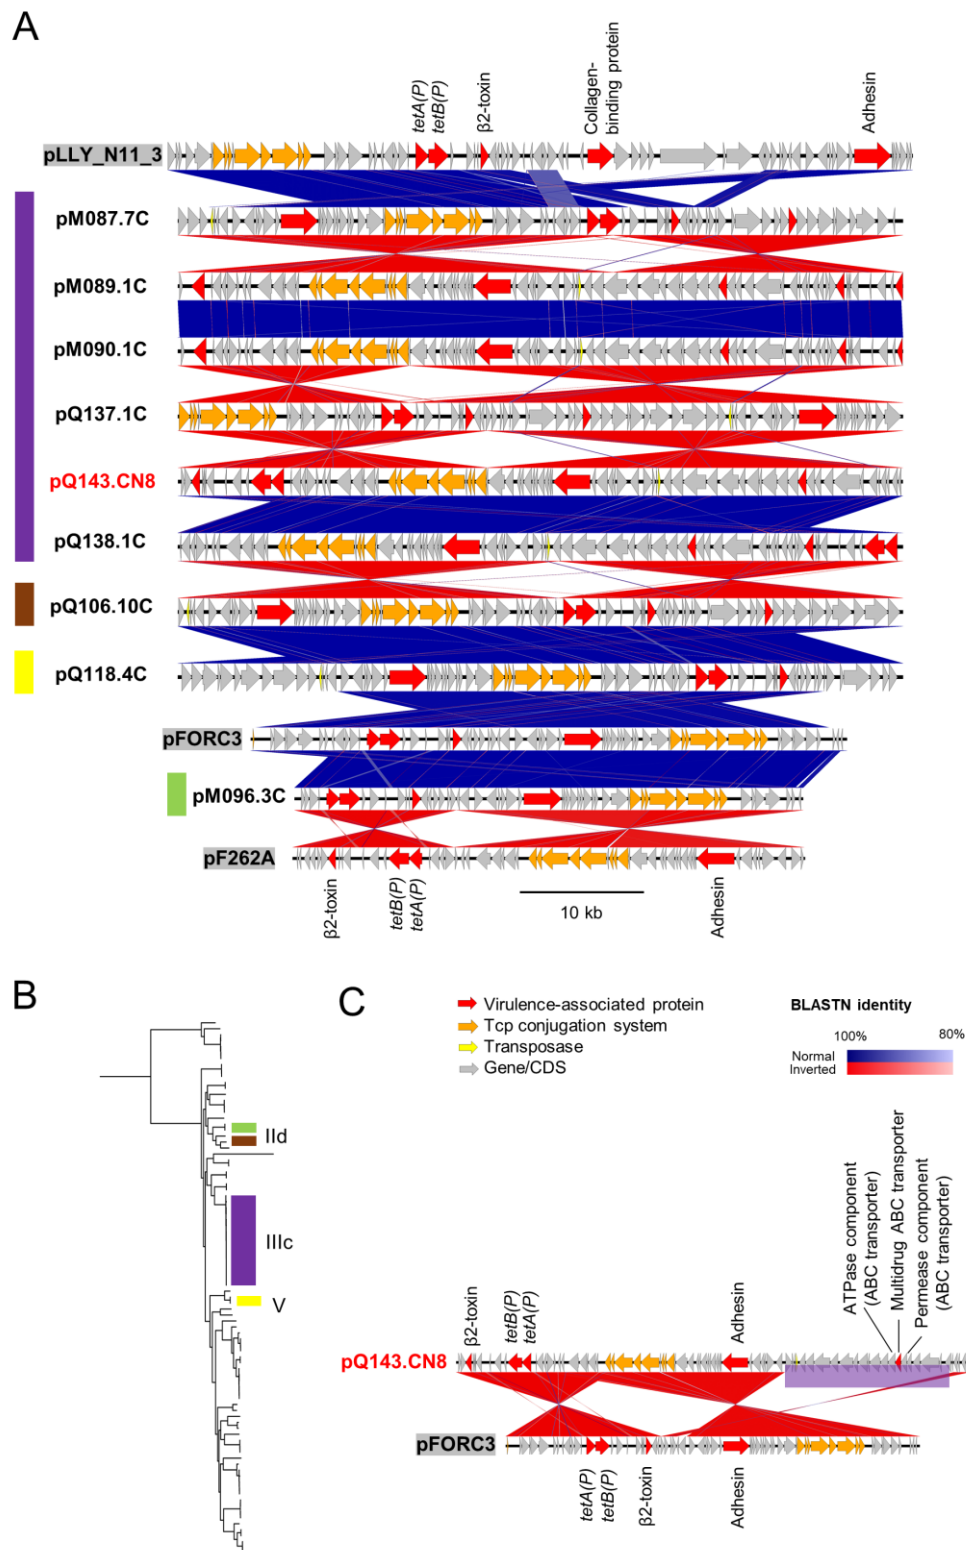 A
tetA(P)
tetB(P)
β2-toxin
Collagen-
binding protein
Adhesin
pLLY_N11_3
pM087.7C
pM089.1C
pM090.1C
pQ137.1C
pQ143.CN8
pQ138.1C
pQ106.10C
pQ118.4C
pFORC3
pM096.3C
pF262A
β2-toxin
tetB(P)
tetA(P)
10 kb
Adhesin
B
IId
IIIc
V
C
Virulence-associated protein
Tcp conjugation system
Transposase
Gene/CDS
BLASTN identity
100%
80%
Normal
Inverted
β2-toxin
tetB(P)
tetA(P)
Adhesin
ATPase component
(ABC transporter)
Multidrug ABC transporter
Permease component
(ABC transporter)
pQ143.CN8
pFORC3
tetA(P)
tetB(P)
β2-toxin
Adhesin